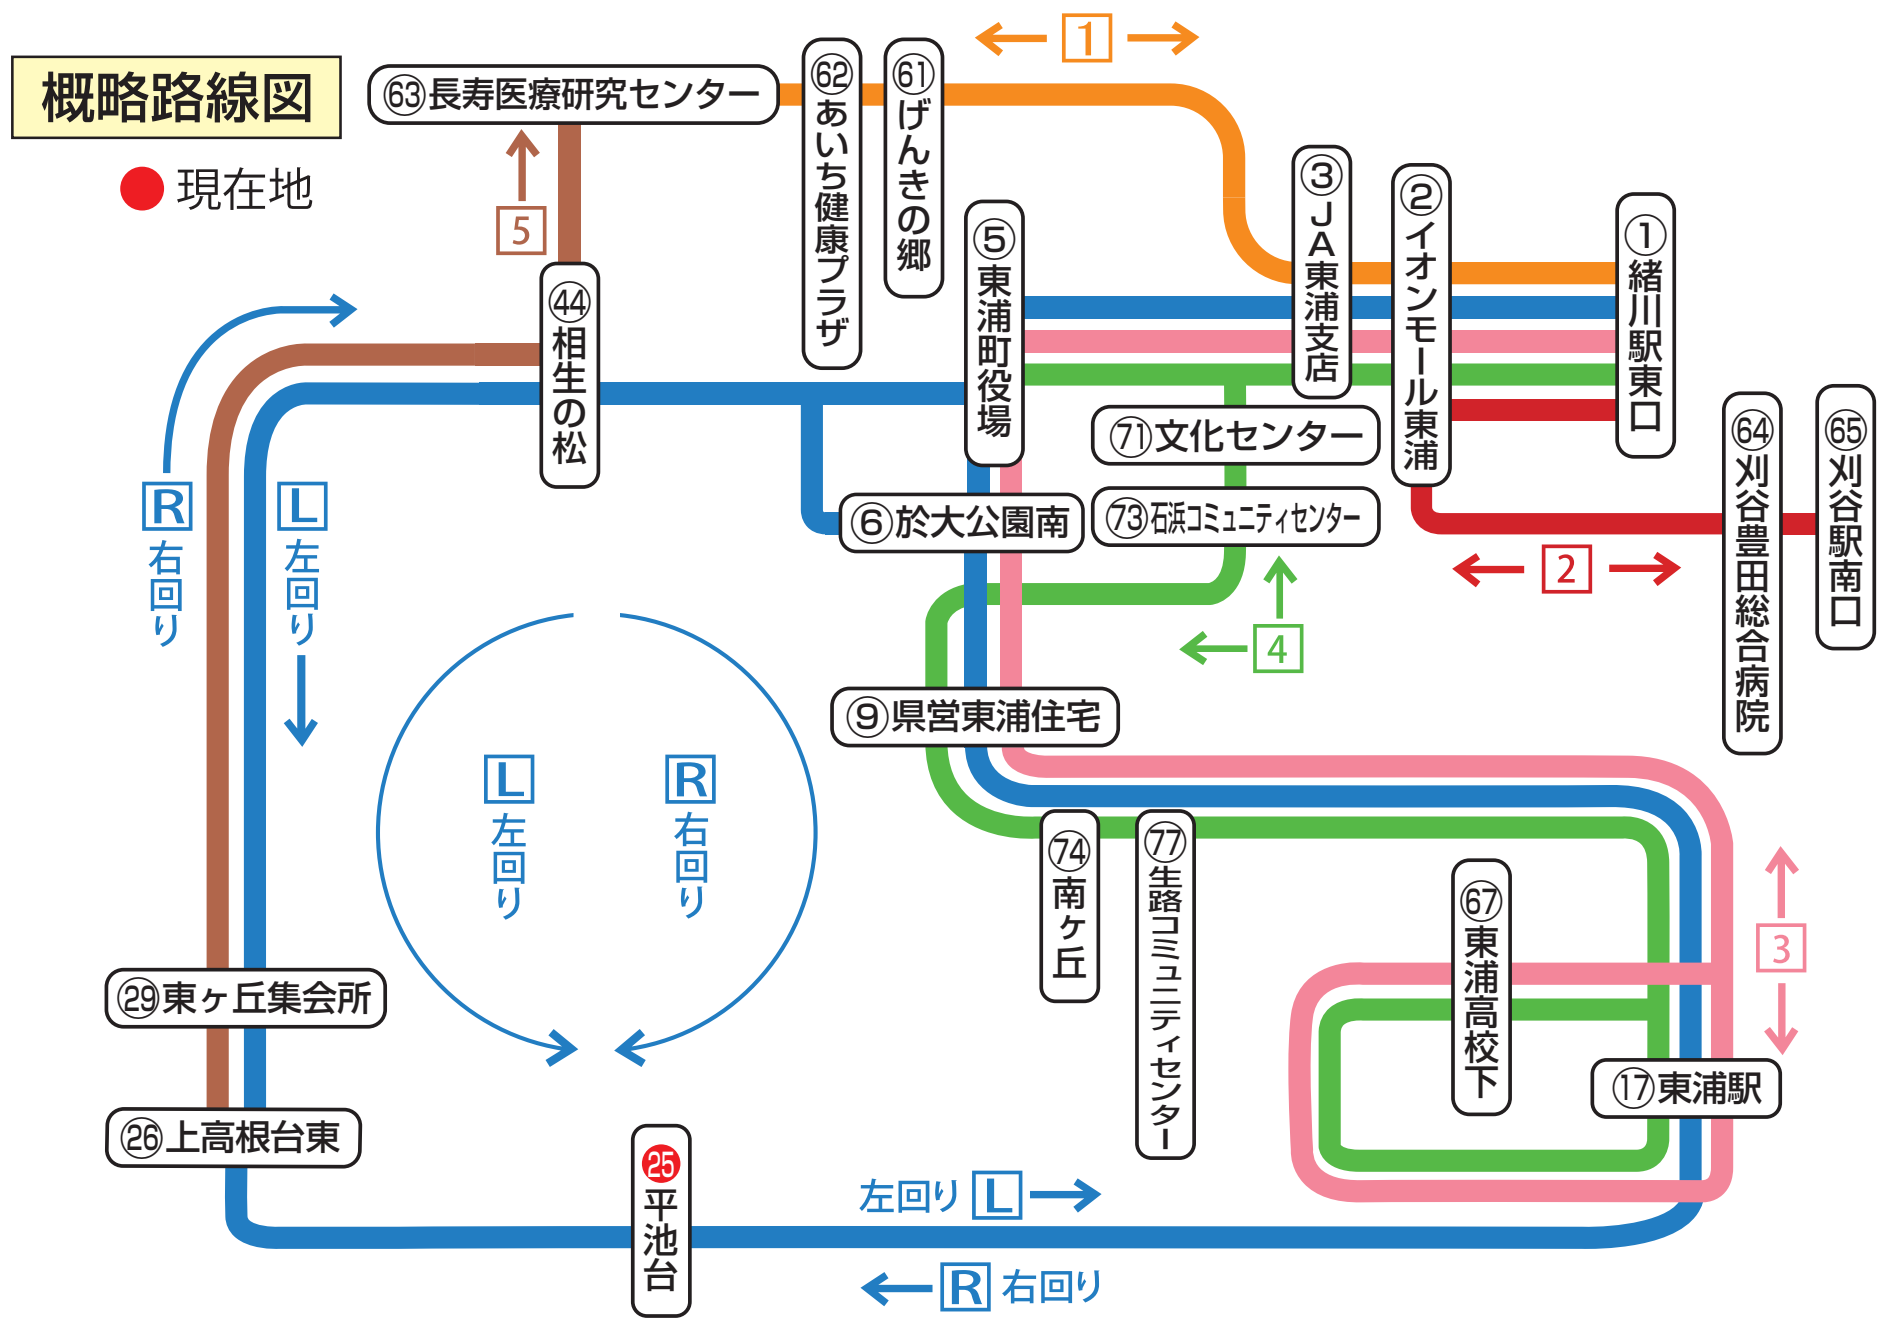 概略路線図
現在地
1
㊿+13長寿医療研究センター
62あいち健康プラザ
61げんきの郷
③JA東浦支店
②イオンモール東浦
①緒川駅東口
5
⑤東浦町役場
㊹相生の松
71文化センター
73石浜コミュニティセンター
64刈谷豊田総合病院
65刈谷駅南口
R
右回り
L
左回り
⑥於大公園南
2
4
⑨県営東浦住宅
L
左回り
R
右回り
74南ヶ丘
77生路コミュニティセンター
67東浦高校下
3
㉙東ヶ丘集会所
⑰東浦駅
㉖上高根台東
25平池台
左回り L
R 右回り